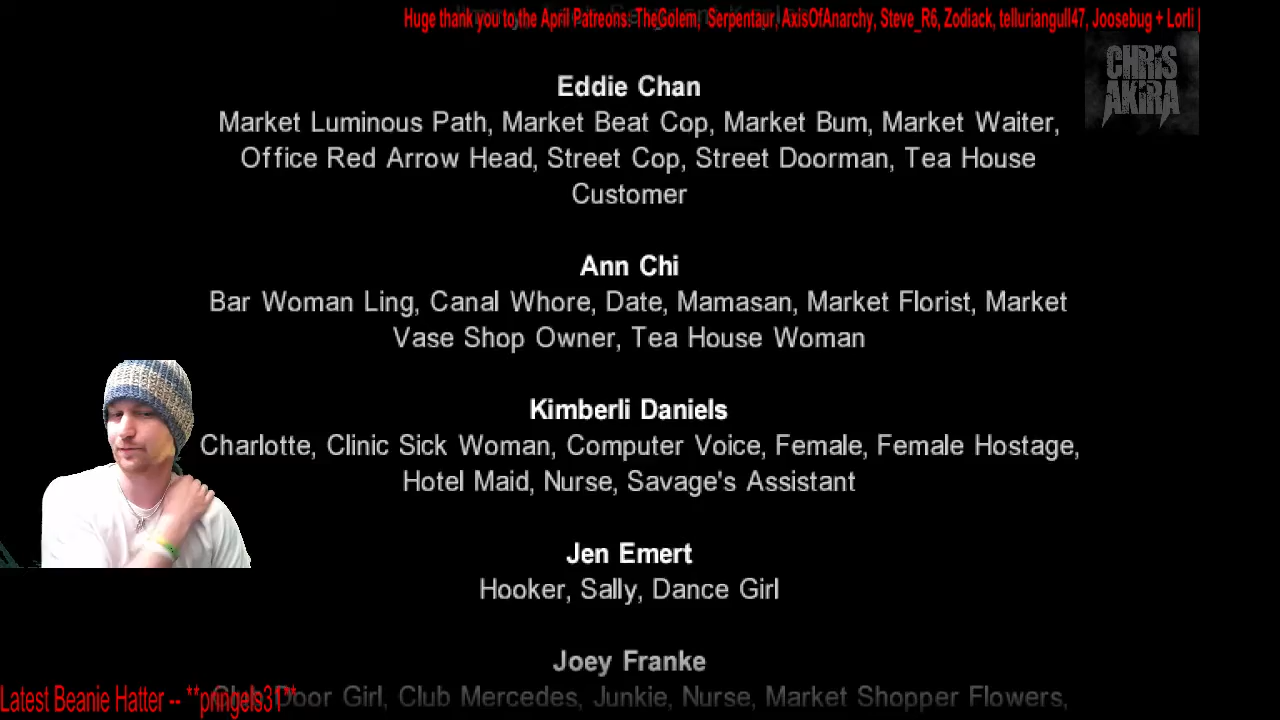 Huge thank you to the April Patreons: TheGolem, Serpentaur, AxisOfAnarchy, Steve_R6, Zodiack, telluriangull47, Joosebug + Lorli |
CHRIS
AKIRA
Eddie Chan
Market Luminous Path, Market Beat Cop, Market Bum, Market Waiter,
Office Red Arrow Head, Street Cop, Street Doorman, Tea House
Customer
Ann Chi
Bar Woman Ling, Canal Whore, Date, Mamasan, Market Florist, Market
Vase Shop Owner, Tea House Woman
Kimberli Daniels
Charlotte, Clinic Sick Woman, Computer Voice, Female, Female Hostage,
Hotel Maid, Nurse, Savage's Assistant
Jen Emert
Hooker, Sally, Dance Girl
Joey Franke
Door Girl, Club Mercedes, Junkie, Nurse, Market Shopper Flowers,
Latest Beanie Hatter -- **pringels31**